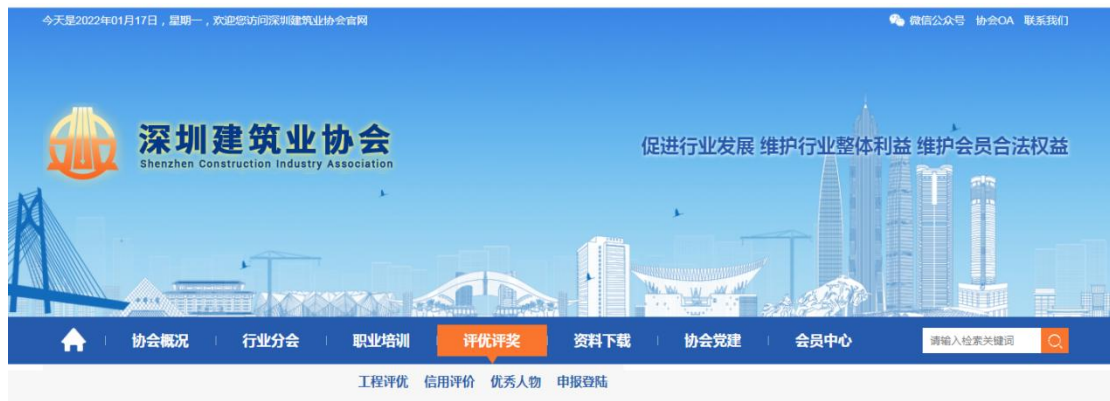 今天是2022年01月17日，星期一，欢迎您访问深圳建筑业协会官网
微信公众号 协会OA 联系我们
深圳建筑业协会
Shenzhen Construction Industry Association
促进行业发展 维护行业整体利益 维护会员合法权益
协会概况 行业分会 职业培训 评优评奖 资料下载 协会党建 会员中心 请输入检索关键词
工程评优 信用评价 优秀人物 申报登陆